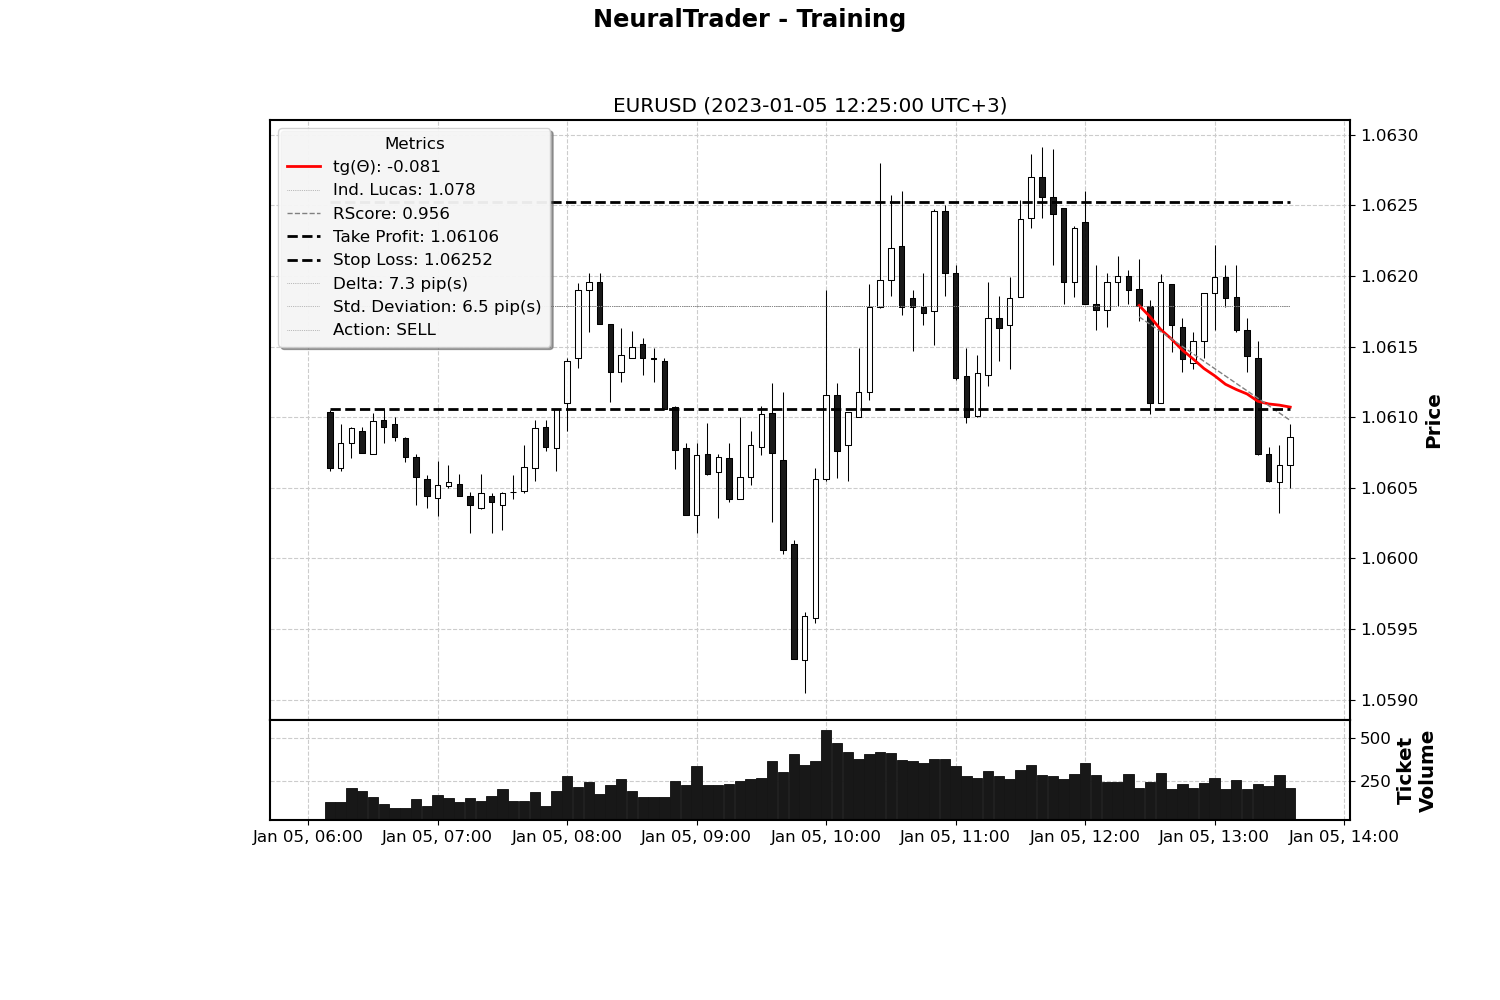 NeuralTrader - Training
EURUSD (2023-01-05 12:25:00 UTC+3)
Metrics
tg(Θ): -0.081
Ind. Lucas: 1.078
RScore: 0.956
Take Profit: 1.06106
Stop Loss: 1.06252
Delta: 7.3 pip(s)
Std. Deviation: 6.5 pip(s)
Action: SELL
1.0630
1.0625
1.0620
1.0615
1.0610
1.0605
1.0600
1.0595
1.0590
Price
500
250
Ticket
Volume
Jan 05, 06:00
Jan 05, 07:00
Jan 05, 08:00
Jan 05, 09:00
Jan 05, 10:00
Jan 05, 11:00
Jan 05, 12:00
Jan 05, 13:00
Jan 05, 14:00